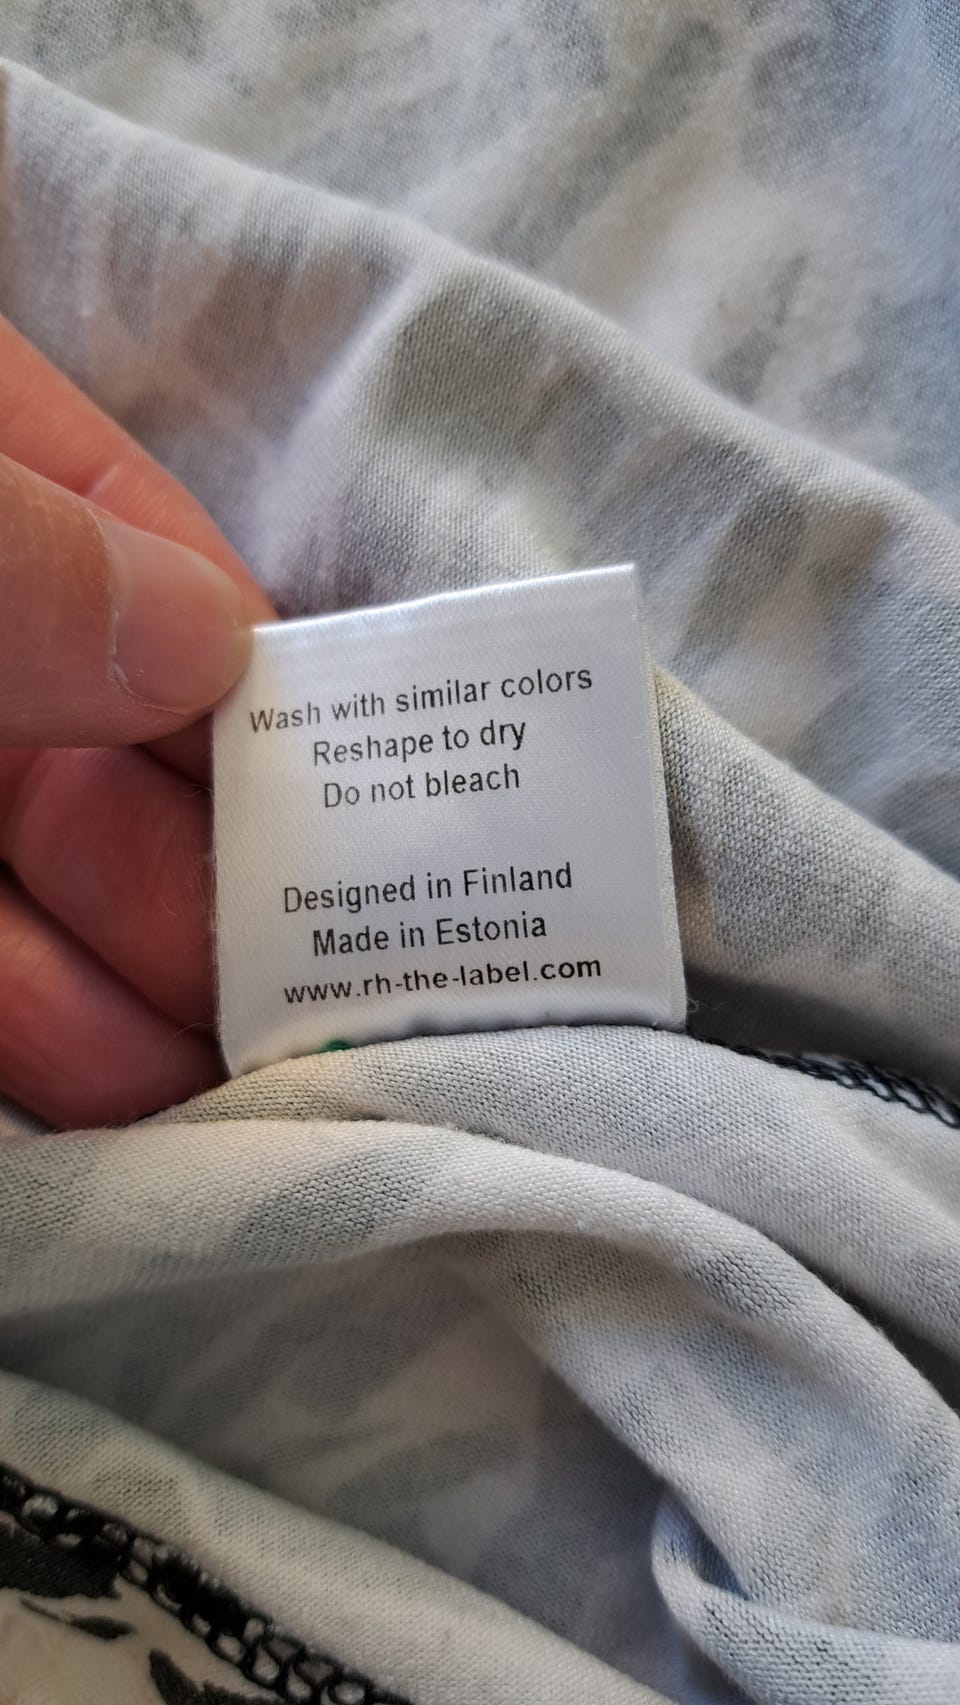 Wash with similar colors
Reshape to dry
Do not bleach
Designed in Finland
Made in Estonia
www.rh-the-label.com